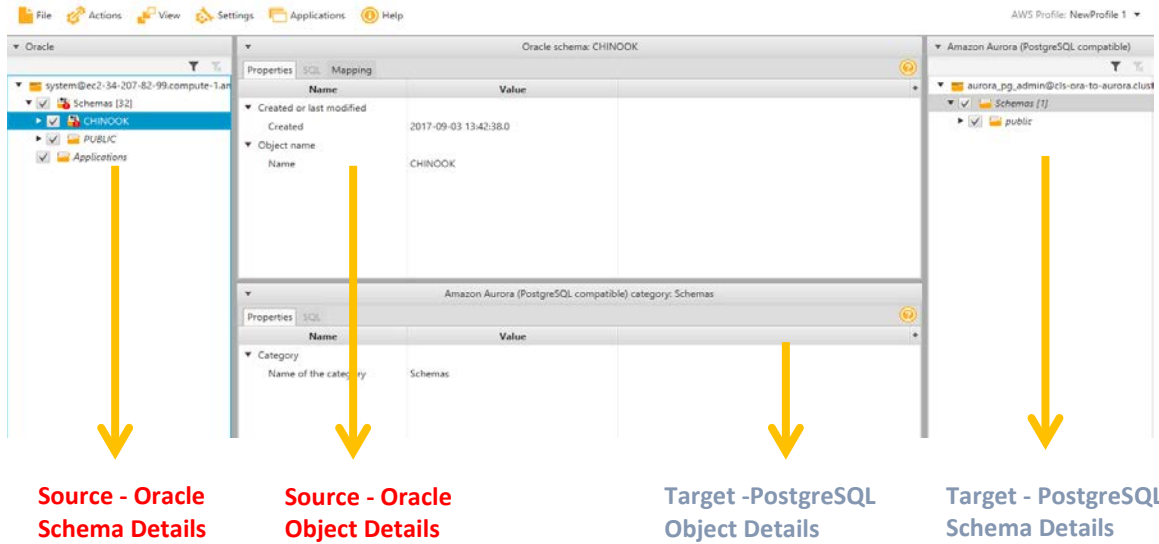 File Actions View Settings Applications Help AWS Profile: NewProfile 1
Oracle
system@ec2-34-207-82-99.compute-1.am
Schemas [32]
CHINOOK
PUBLIC
Applications
Oracle schema: CHINOOK
Properties SQL Mapping
Name Value
Created or last modified
Created 2017-09-03 13:42:38.0
Object name
Name CHINOOK
Amazon Aurora (PostgreSQL compatible) category: Schemas
Properties SQL
Name Value
Category
Name of the category Schemas
Amazon Aurora (PostgreSQL compatible)
aurora_pg_admin@cls-ora-to-aurora.clust
Schemas [1]
public
Source - Oracle
Schema Details
Source - Oracle
Object Details
Target -PostgreSQL
Object Details
Target - PostgreSQL
Schema Details